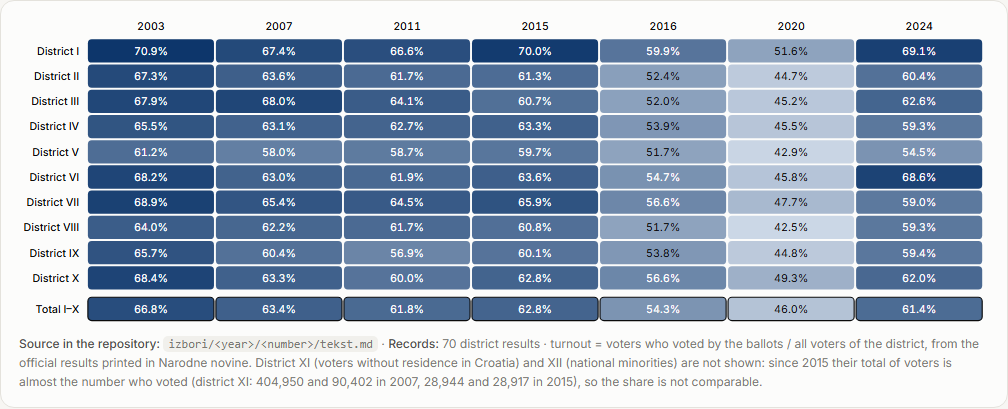 2003 2007 2011 2015 2016 2020 2024
District I 70.9% 67.4% 66.6% 70.0% 59.9% 51.6% 69.1%
District II 67.3% 63.6% 61.7% 61.3% 52.4% 44.7% 60.4%
District III 67.9% 68.0% 64.1% 60.7% 52.0% 45.2% 62.6%
District IV 65.5% 63.1% 62.7% 63.3% 53.9% 45.5% 59.3%
District V 61.2% 58.0% 58.7% 59.7% 51.7% 42.9% 54.5%
District VI 68.2% 63.0% 61.9% 63.6% 54.7% 45.8% 68.6%
District VII 68.9% 65.4% 64.5% 65.9% 56.6% 47.7% 59.0%
District VIII 64.0% 62.2% 61.7% 60.8% 51.7% 42.5% 59.3%
District IX 65.7% 60.4% 56.9% 60.1% 53.8% 44.8% 59.4%
District X 68.4% 63.3% 60.0% 62.8% 56.6% 49.3% 62.0%
Total I–X 66.8% 63.4% 61.8% 62.8% 54.3% 46.0% 61.4%
Source in the repository: izbori/<year>/<number>/tekst.md · Records: 70 district results · turnout = voters who voted by the ballots / all voters of the district, from the
official results printed in Narodne novine. District XI (voters without residence in Croatia) and XII (national minorities) are not shown: since 2015 their total of voters is
almost the number who voted (district XI: 404,950 and 90,402 in 2007, 28,944 and 28,917 in 2015), so the share is not comparable.